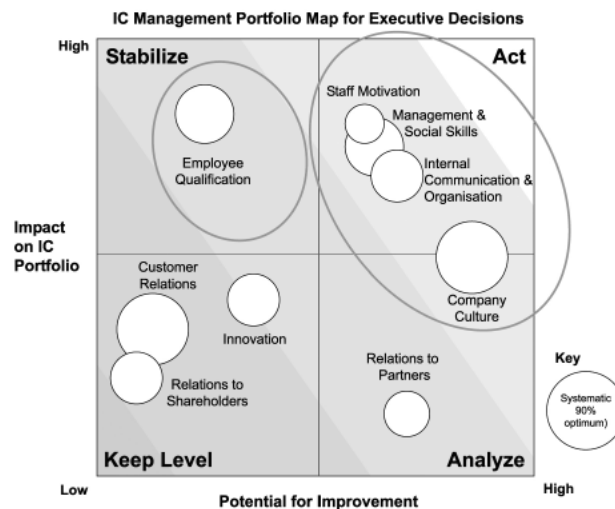 IC Management Portfolio Map for Executive Decisions
High
Stabilize
Act
Staff Motivation
Management &
Social Skills
Employee
Qualification
Internal
Communication &
Organisation
Impact
on IC
Portfolio
Customer
Relations
Innovation
Company
Culture
Relations to
Shareholders
Relations to
Partners
Key
Systematic
90%
optimum)
Keep Level
Analyze
Low
High
Potential for Improvement